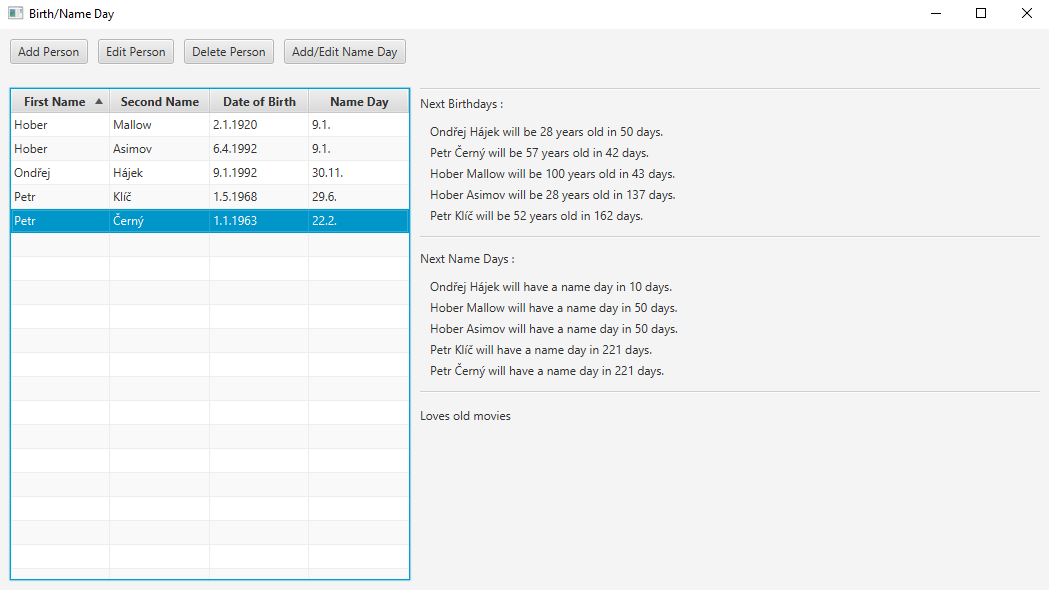 Birth/Name Day
Add Person Edit Person Delete Person Add/Edit Name Day
First Name Second Name Date of Birth Name Day
Hober Mallow 2.1.1920 9.1.
Hober Asimov 6.4.1992 9.1.
Ondřej Hájek 9.1.1992 30.11.
Petr Klíč 1.5.1968 29.6.
Petr Černý 1.1.1963 22.2.
Next Birthdays :
Ondřej Hájek will be 28 years old in 50 days.
Petr Černý will be 57 years old in 42 days.
Hober Mallow will be 100 years old in 43 days.
Hober Asimov will be 28 years old in 137 days.
Petr Klíč will be 52 years old in 162 days.
Next Name Days :
Ondřej Hájek will have a name day in 10 days.
Hober Mallow will have a name day in 50 days.
Hober Asimov will have a name day in 50 days.
Petr Klíč will have a name day in 221 days.
Petr Černý will have a name day in 221 days.
Loves old movies